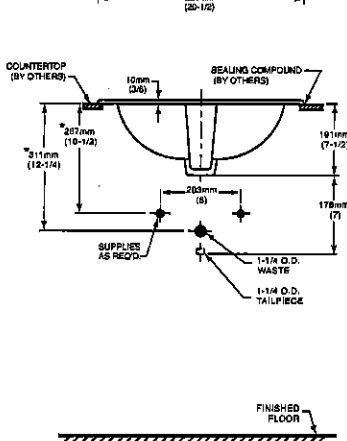 (20-1/2)
COUNTERTOP
(BY OTHERS)
10mm
(3/8)
SEALING COMPOUND
(BY OTHERS)
*267mm
(10-1/2)
*311mm
(12-1/4)
191mm
(7-1/2)
203mm
(8)
178mm
(7)
SUPPLIES
AS REQ'D.
1-1/4 O.D.
WASTE
1-1/4 O.D.
TAILPIECE
FINISHED
FLOOR